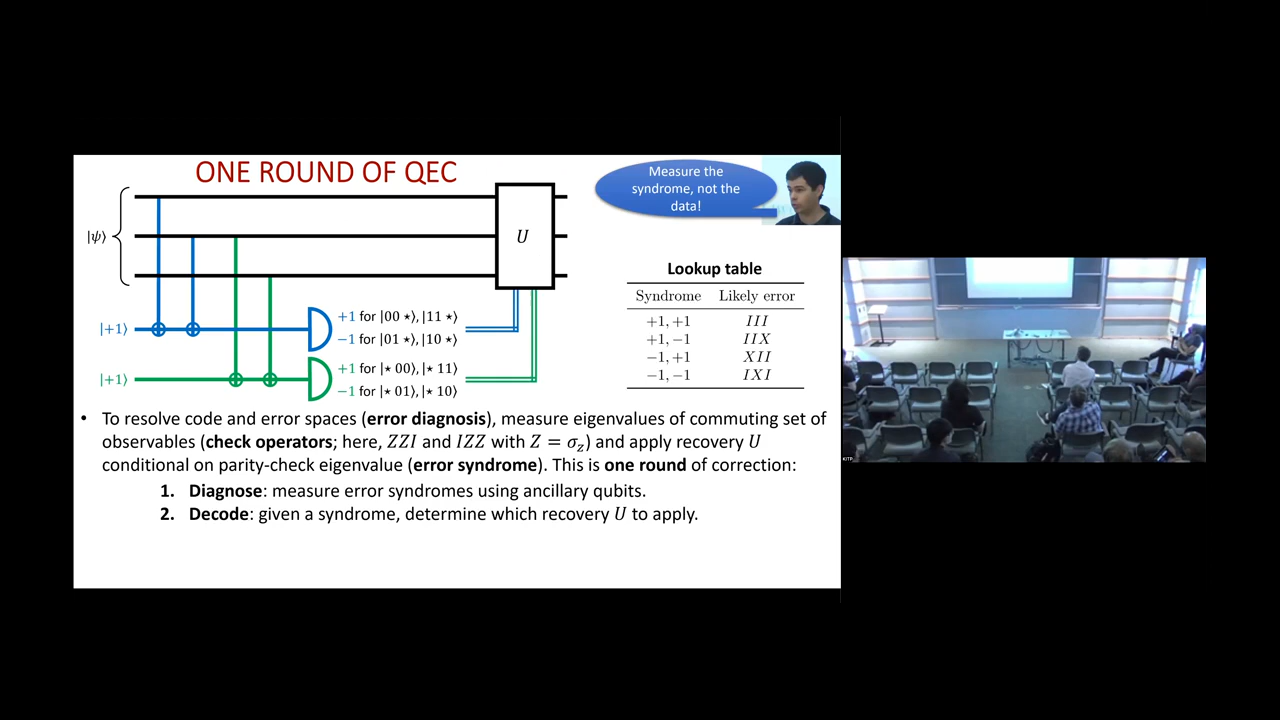 ONE ROUND OF QEC
Measure the
syndrome, not the
data!
|ψ⟩
U
|+1⟩
+1 for |00 ⋆⟩, |11 ⋆⟩
−1 for |01 ⋆⟩, |10 ⋆⟩
|+1⟩
+1 for |⋆ 00⟩, |⋆ 11⟩
−1 for |⋆ 01⟩, |⋆ 10⟩
Lookup table
Syndrome Likely error
+1, +1 III
+1, −1 IIX
−1, +1 XII
−1, −1 IXI
• To resolve code and error spaces (error diagnosis), measure eigenvalues of commuting set of
observables (check operators; here, ZZI and IZZ with Z = σz) and apply recovery U
conditional on parity-check eigenvalue (error syndrome). This is one round of correction:
1. Diagnose: measure error syndromes using ancillary qubits.
2. Decode: given a syndrome, determine which recovery U to apply.
KITP